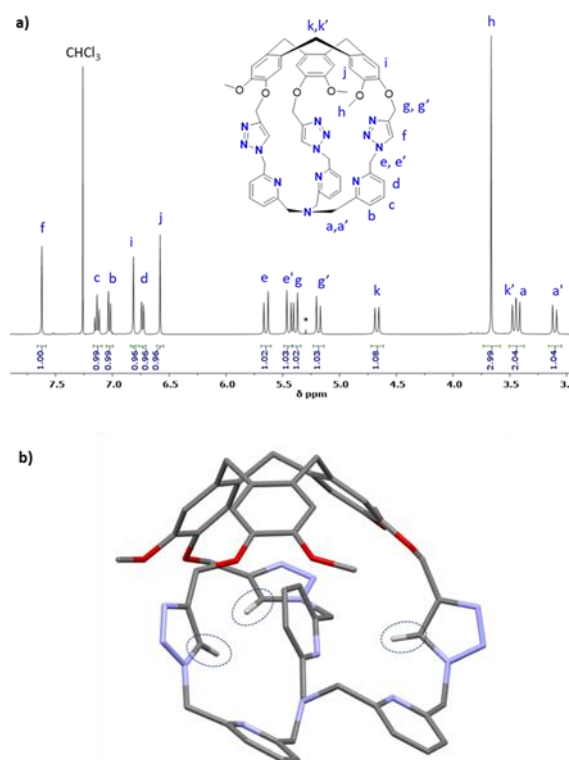 a)
k,k’
h
CHCl3
i
j
h
g, g’
f
e, e’
d
c
b
a,a’
O
O
O
O
O
O
N
N
N
N
N
N
N
N
N
N
N
N
N
f
c
b
i
d
j
e
e'
g
g’
*
k
k’
a
a'
1.00
0.99
0.99
0.96
0.96
0.96
1.02
1.03
1.02
1.03
1.08
2.99
2.04
1.04
7.5
7.0
6.5
6.0
5.5
5.0
4.5
4.0
3.5
3.0
δ ppm
b)